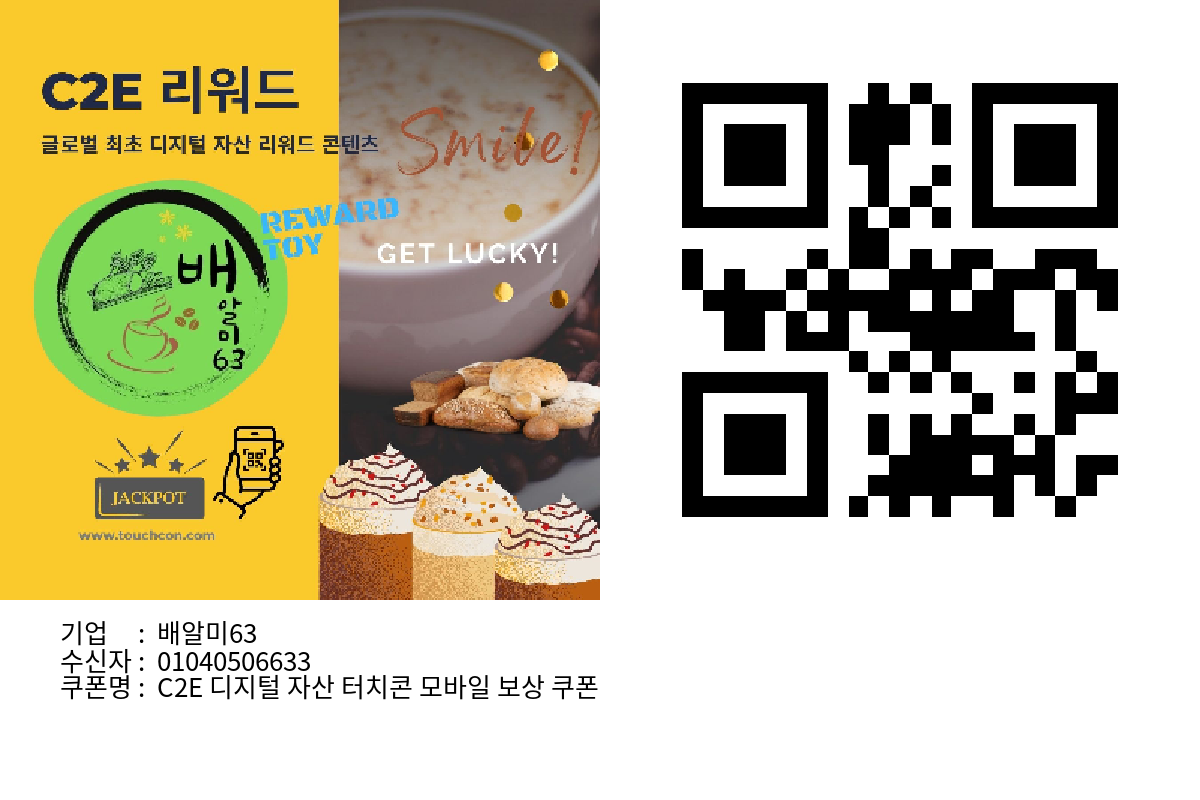 C2E 리워드
글로벌 최초 디지털 자산 리워드 콘텐츠
Smile!
REWARD
TOY
GET LUCKY!
배
알
미
63
JACKPOT
www.touchcon.com
기업 : 배알미63
수신자 : 01040506633
쿠폰명 : C2E 디지털 자산 터치콘 모바일 보상 쿠폰